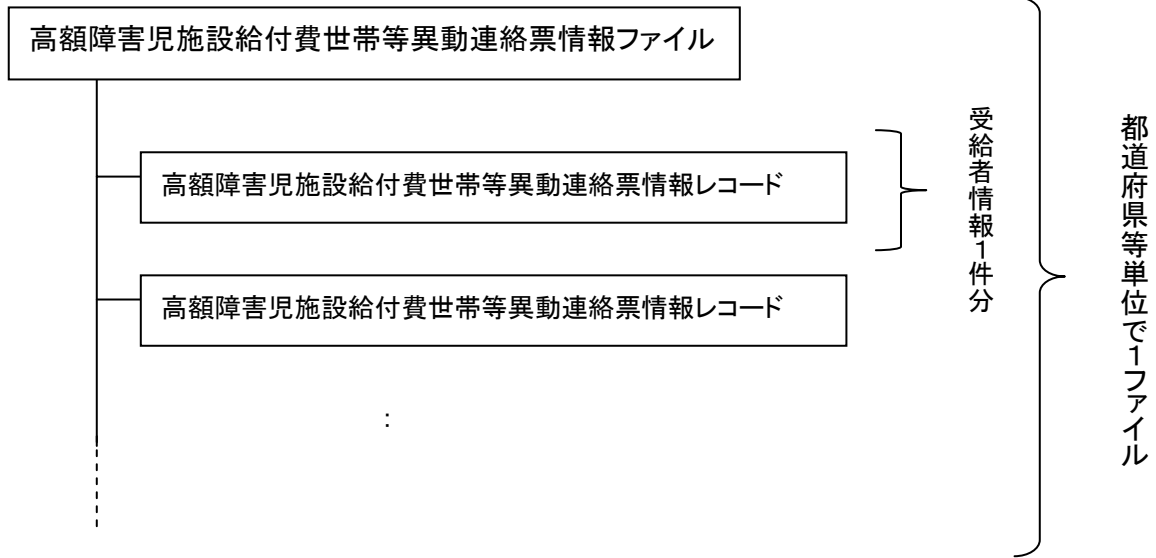 高額障害児施設給付費世帯等異動連絡票情報ファイル
高額障害児施設給付費世帯等異動連絡票情報レコード
高額障害児施設給付費世帯等異動連絡票情報レコード
:
受給者情報1件分
都道府県等単位で1ファイル